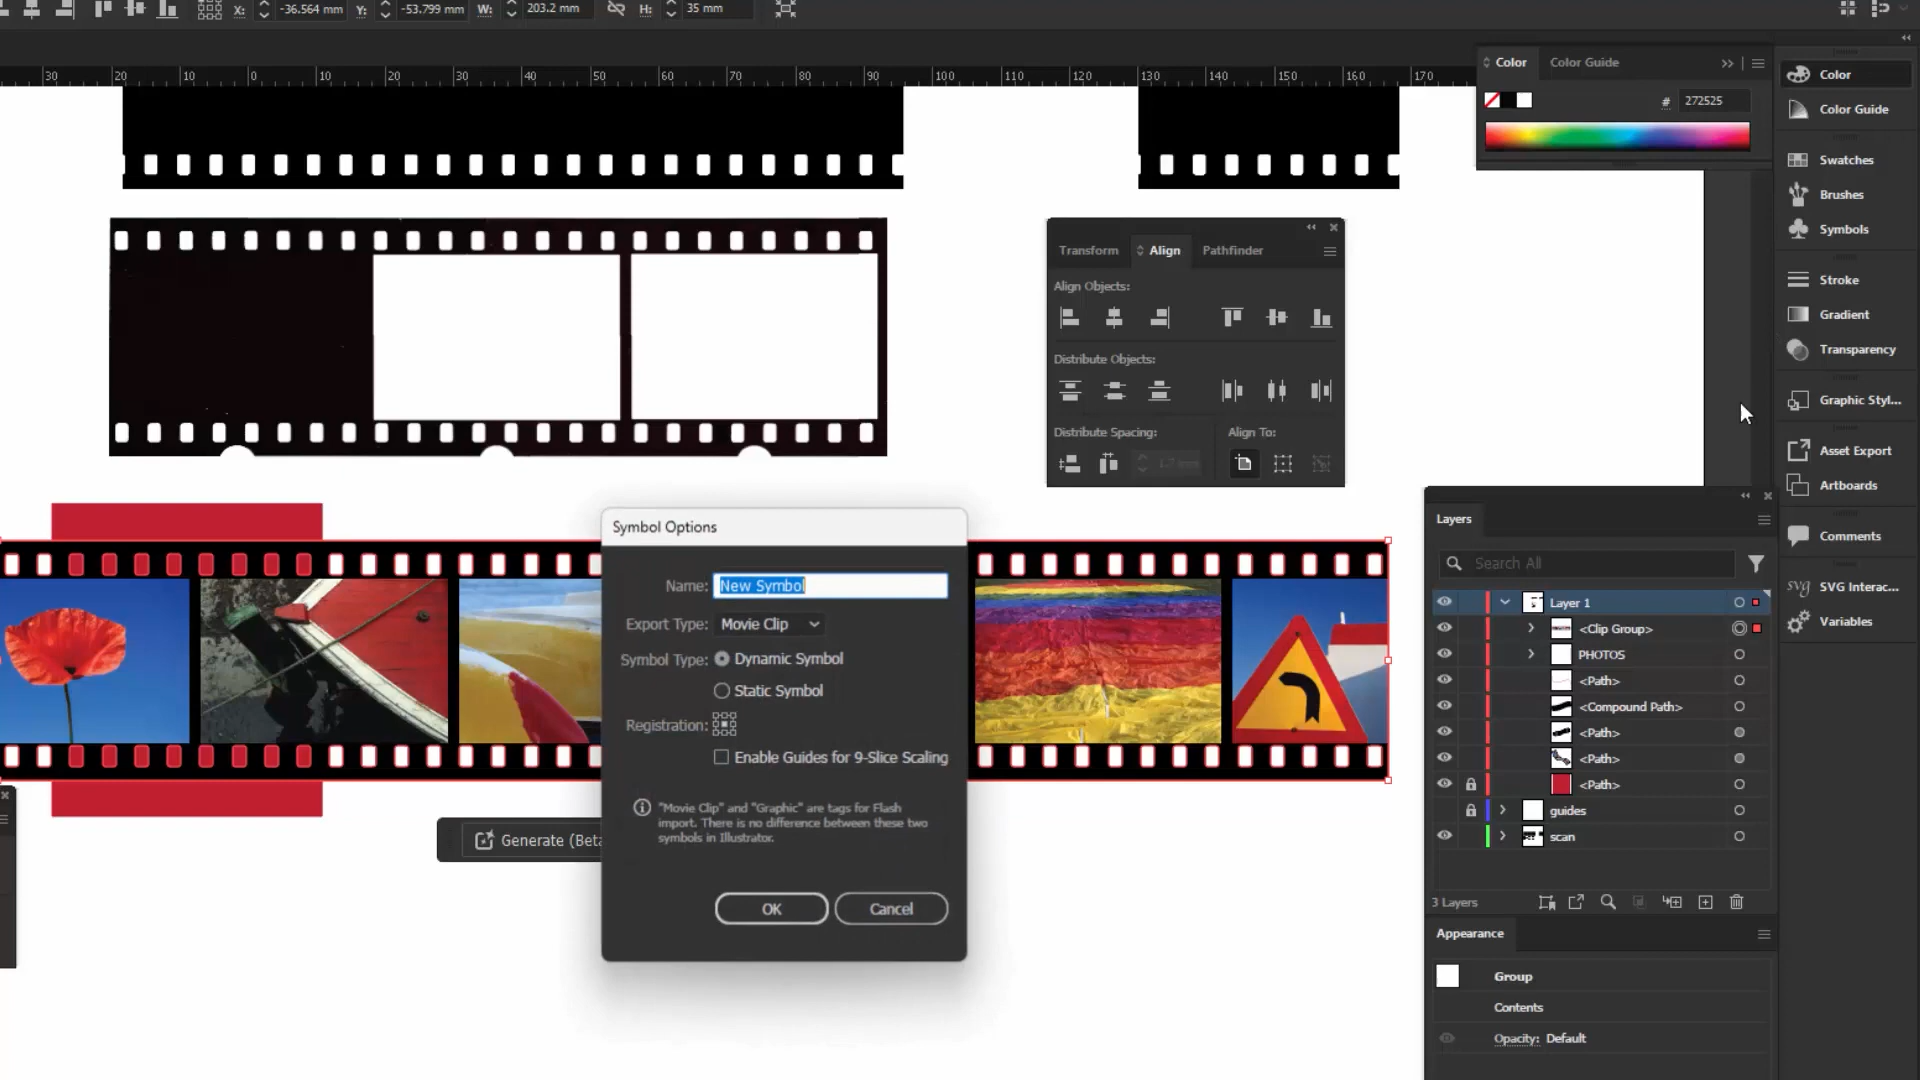 X: -36.564 mm Y: -53.799 mm W: 203.2 mm H: 35 mm
30 20 10 0 10 20 30 40 50 60 70 80 90 100 110 120 130 140 150 160 170
Color Color Guide
# 272525
Color
Color Guide
Swatches
Brushes
Symbols
Stroke
Gradient
Transparency
Graphic Styl...
Asset Export
Artboards
Comments
SVG Interac...
Variables
Transform Align Pathfinder
Align Objects:
Distribute Objects:
Distribute Spacing: Align To:
1.7 mm
Symbol Options
Name: New Symbol
Export Type: Movie Clip
Symbol Type: Dynamic Symbol
Static Symbol
Registration:
Enable Guides for 9-Slice Scaling
"Movie Clip" and "Graphic" are tags for Flash
import. There is no difference between these two
symbols in Illustrator.
OK Cancel
Generate (Beta
Layers
Search All
Layer 1
<Clip Group>
PHOTOS
<Path>
<Compound Path>
<Path>
<Path>
<Path>
guides
scan
3 Layers
Appearance
Group
Contents
Opacity: Default